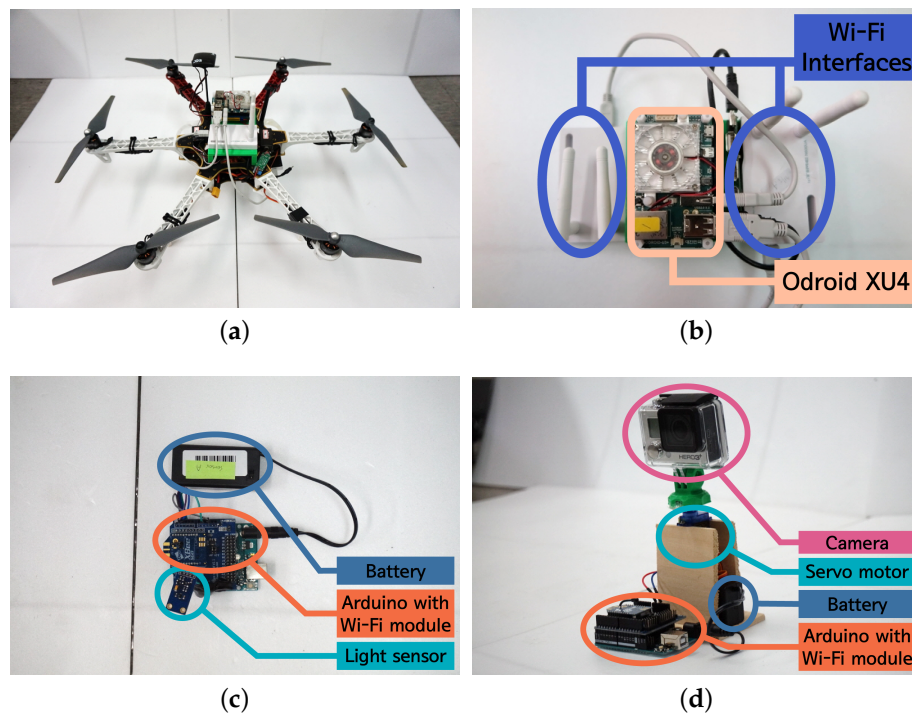 Wi-Fi
Interfaces
Odroid XU4
(a)
(b)
Battery
Arduino with
Wi-Fi module
Light sensor
HERO3+
Camera
Servo motor
Battery
Arduino with
Wi-Fi module
(c)
(d)